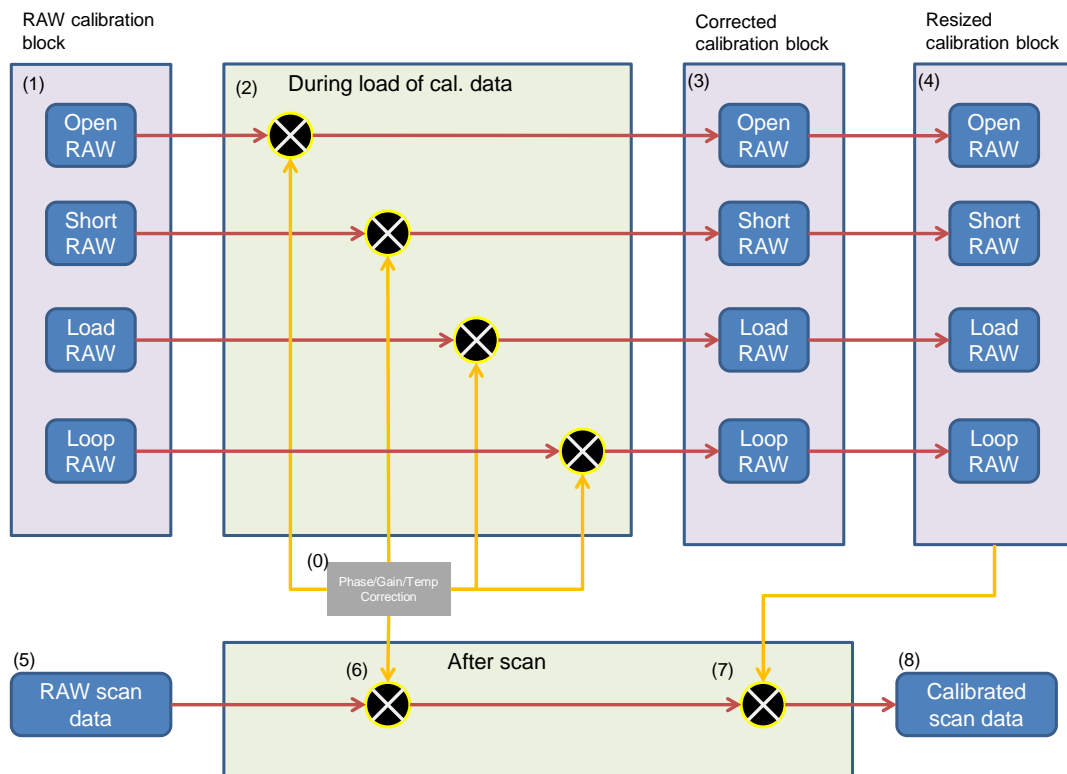 RAW calibration
block
Corrected
calibration block
Resized
calibration block
(1)
(2)
During load of cal. data
(3)
(4)
Open
RAW
Open
RAW
Open
RAW
Short
RAW
Short
RAW
Short
RAW
Load
RAW
Load
RAW
Load
RAW
Loop
RAW
Loop
RAW
Loop
RAW
(0)
Phase/Gain/Temp
Correction
(5)
RAW scan
data
After scan
(6)
(7)
(8)
Calibrated
scan data